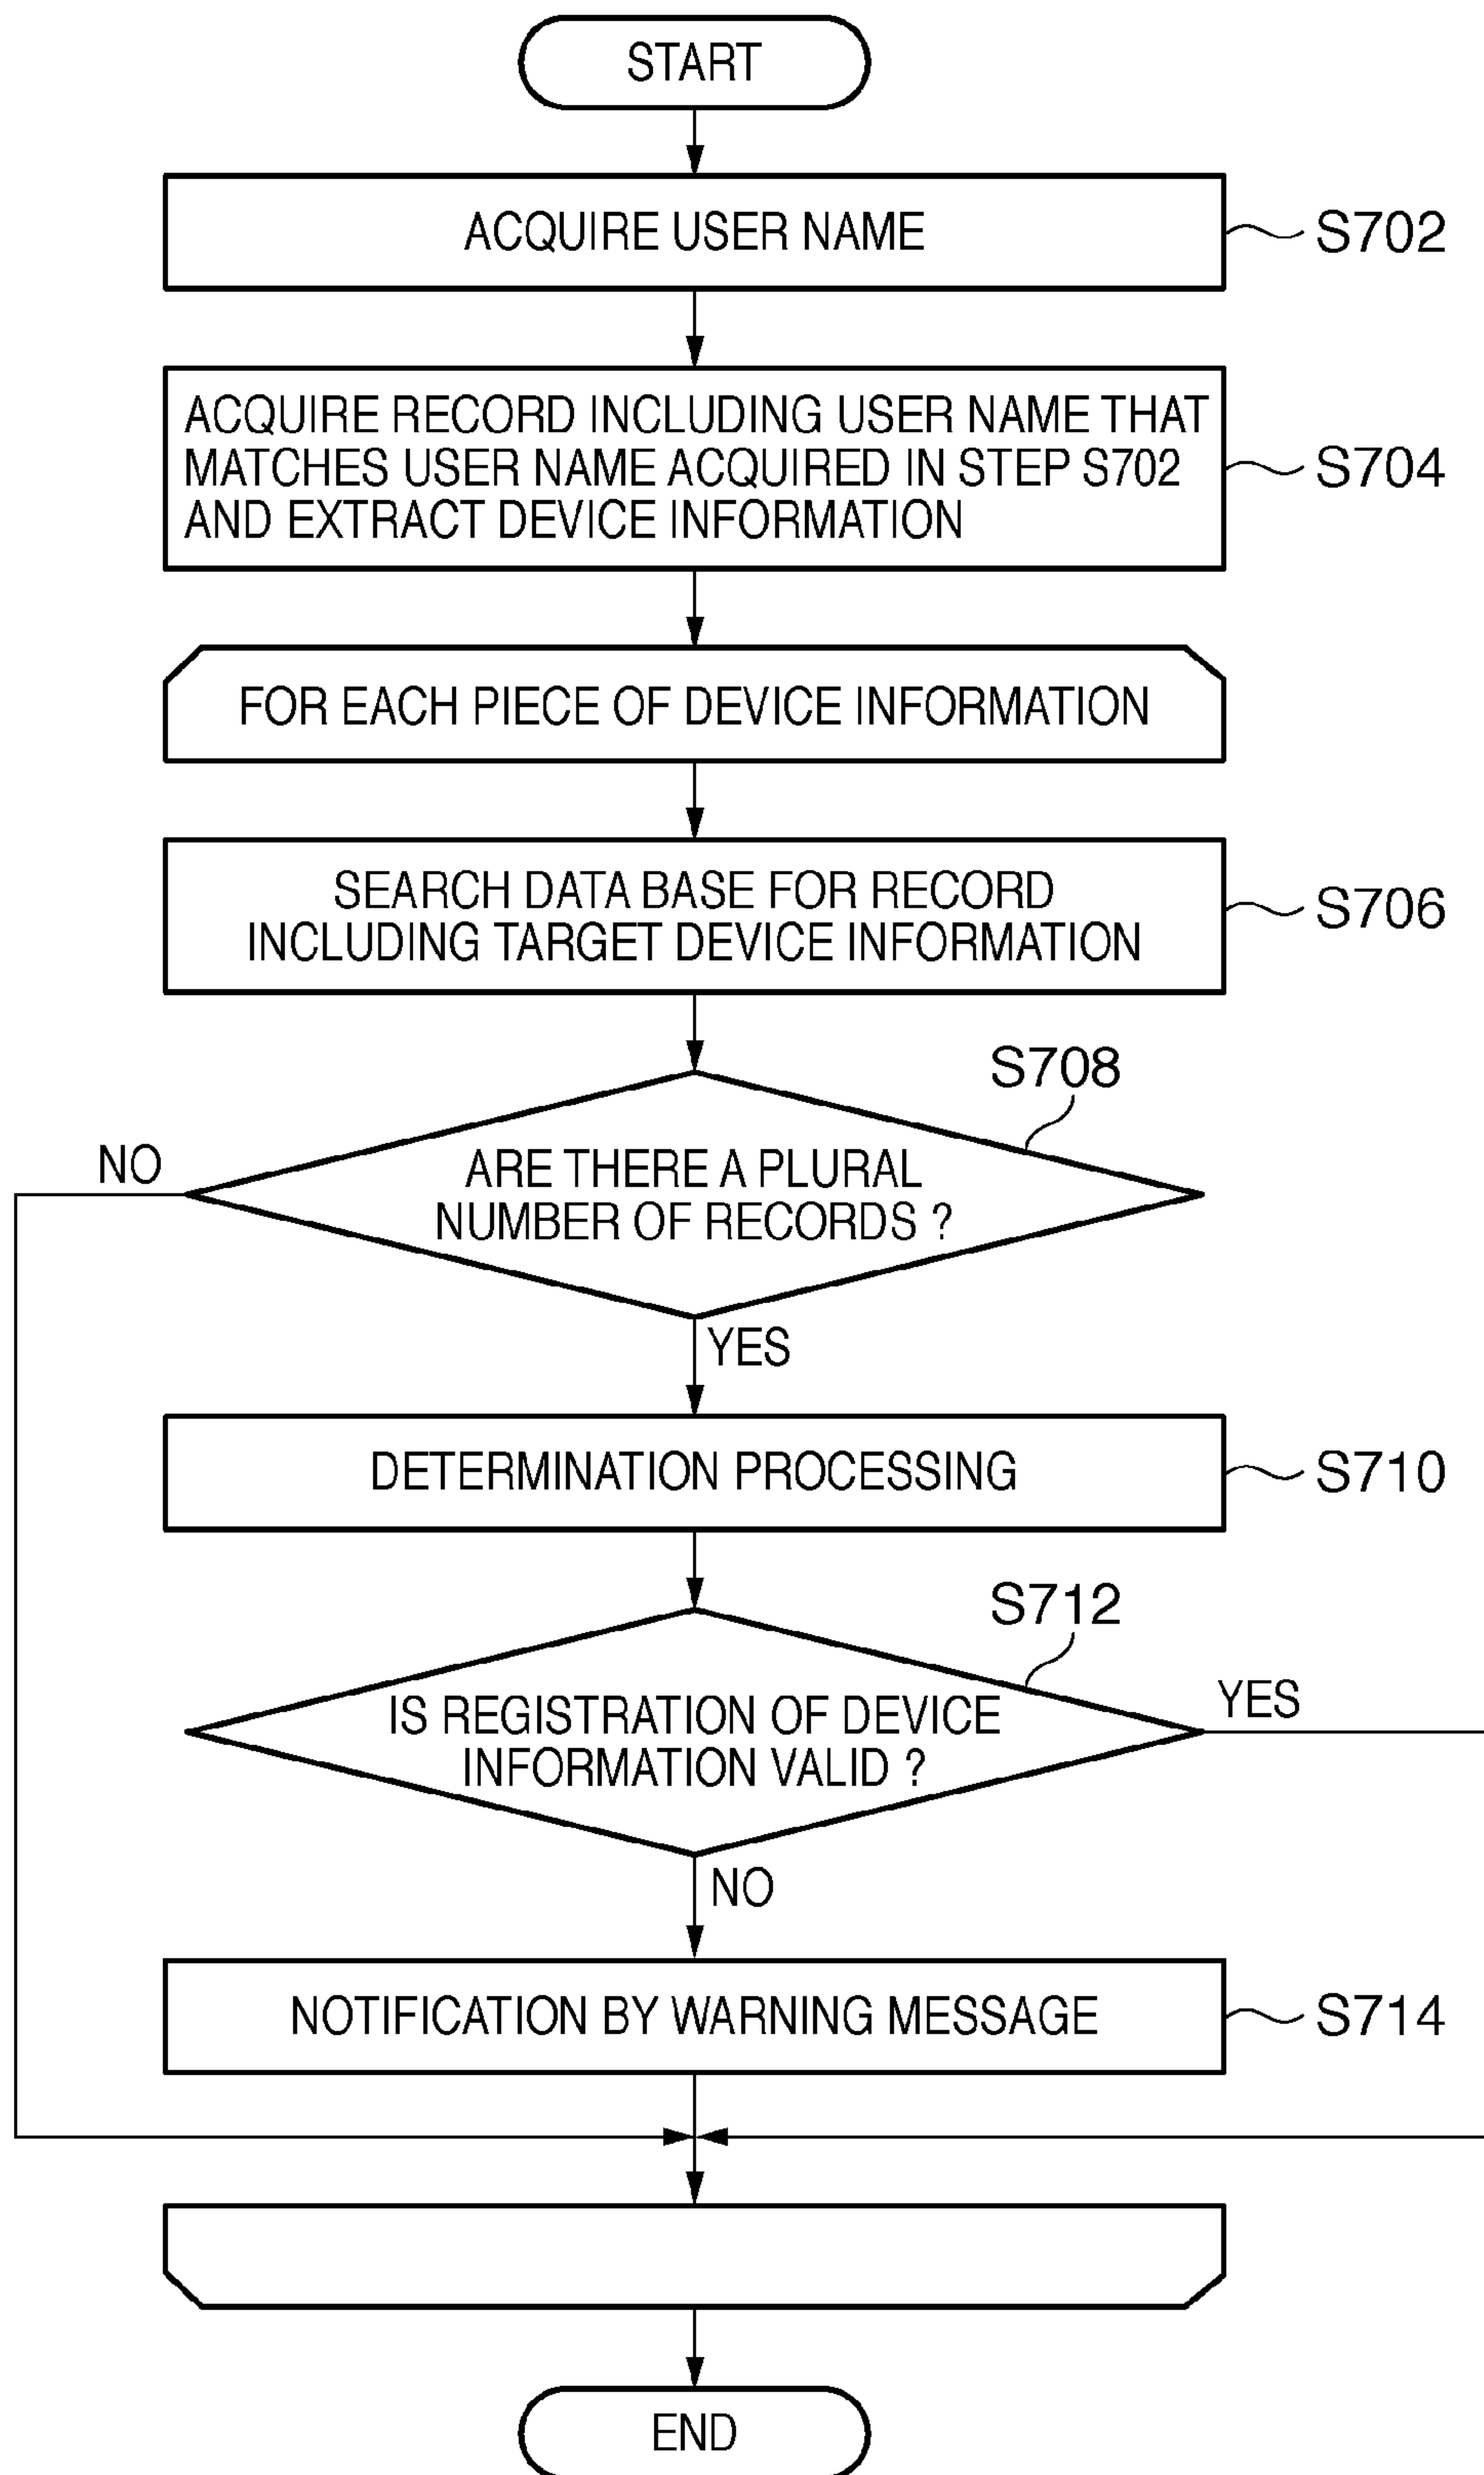 START
ACQUIRE USER NAME
S702
ACQUIRE RECORD INCLUDING USER NAME THAT
MATCHES USER NAME ACQUIRED IN STEP S702
AND EXTRACT DEVICE INFORMATION
S704
FOR EACH PIECE OF DEVICE INFORMATION
SEARCH DATA BASE FOR RECORD
INCLUDING TARGET DEVICE INFORMATION
S706
S708
NO
ARE THERE A PLURAL
NUMBER OF RECORDS ?
YES
DETERMINATION PROCESSING
S710
S712
YES
IS REGISTRATION OF DEVICE
INFORMATION VALID ?
NO
NOTIFICATION BY WARNING MESSAGE
S714
END